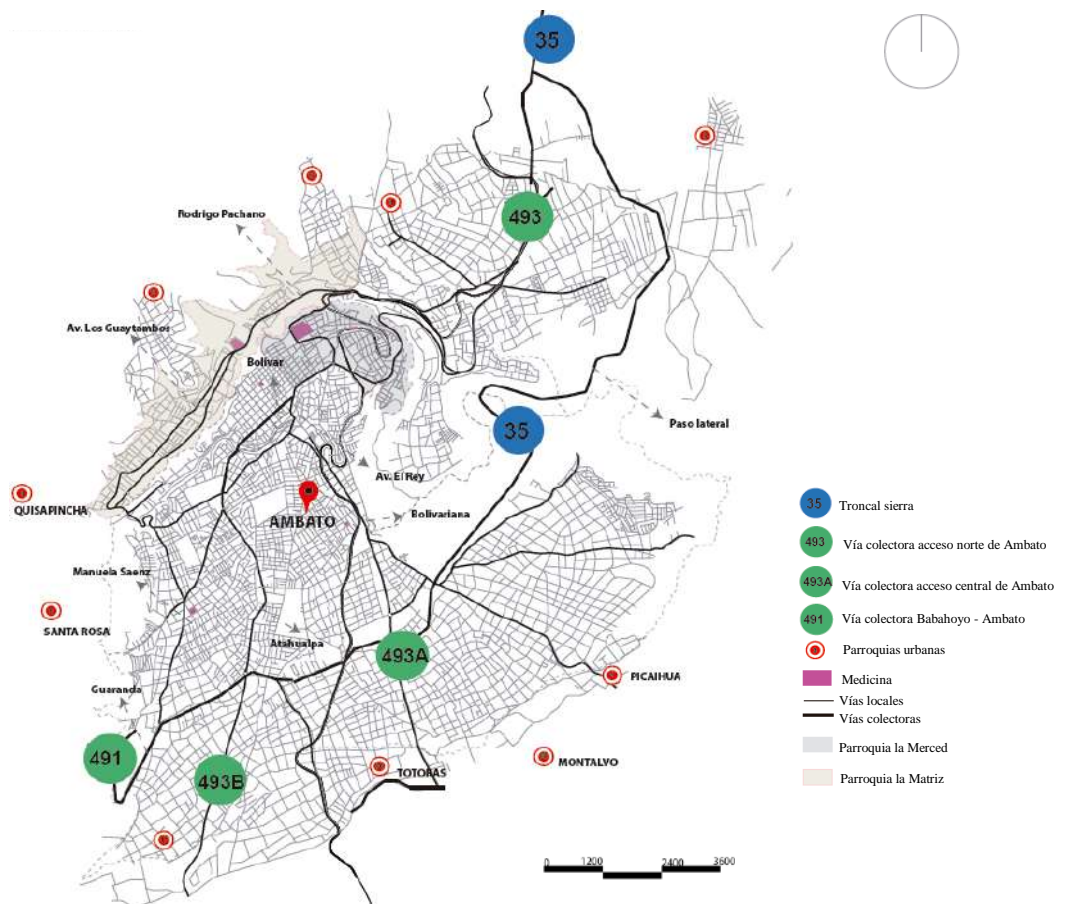 35
493
Rodrigo Pachano
Av. Los Guaytambos
Bolívar
35
Paso lateral
Av. El Rey
QUISAPINCHA
AMBATO
Bolivariana
Manuela Saenz
SANTA ROSA
Atahualpa
493A
Guaranda
PICAIHUA
491
493B
TOTORAS
MONTALVO
0 1200 2400 3600
35 Troncal sierra
493 Vía colectora acceso norte de Ambato
493A Vía colectora acceso central de Ambato
491 Vía colectora Babahoyo - Ambato
Parroquias urbanas
Medicina
Vías locales
Vías colectoras
Parroquia la Merced
Parroquia la Matriz